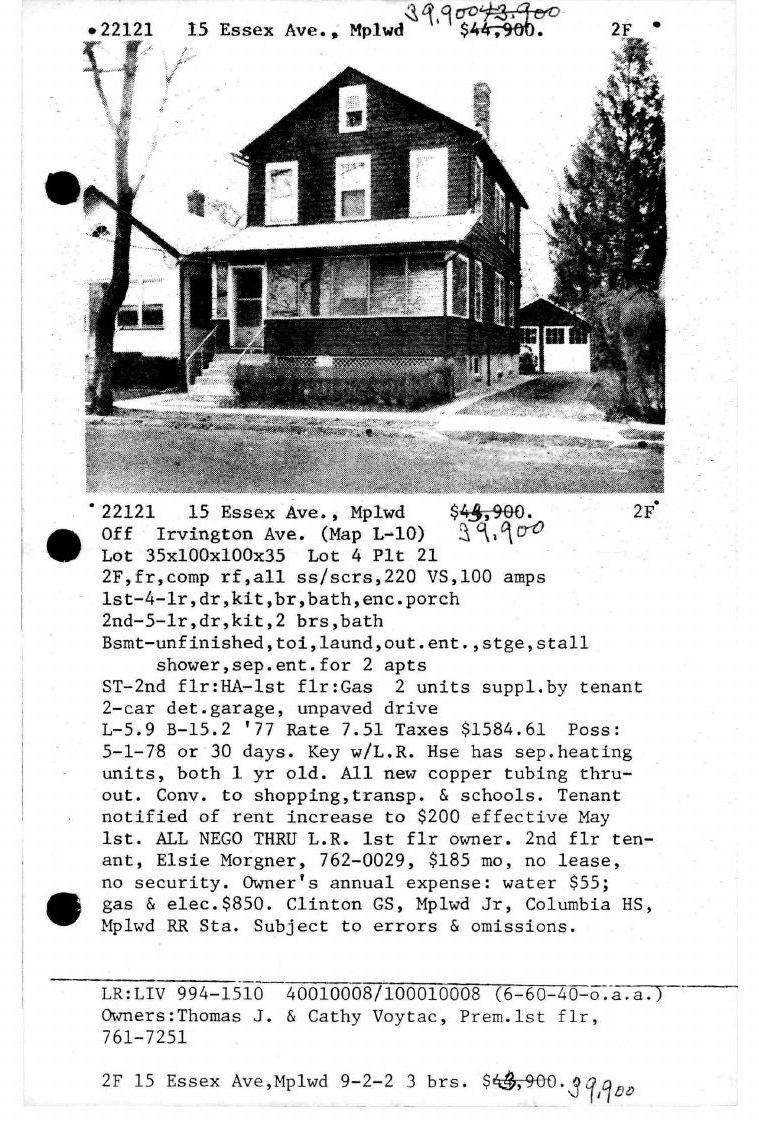 39,900 43,900
•22121 15 Essex Ave., Mplwd $44,900. 2F •
22121 15 Essex Ave., Mplwd $43,900. 2F
Off Irvington Ave. (Map L-10) 39,900
Lot 35x100x100x35 Lot 4 Plt 21
2F,fr,comp rf,all ss/scrs,220 VS,100 amps
1st-4-lr,dr,kit,br,bath,enc.porch
2nd-5-lr,dr,kit,2 brs,bath
Bsmt-unfinished,toi,laund,out.ent.,stge,stall
shower,sep.ent.for 2 apts
ST-2nd flr:HA-1st flr:Gas 2 units suppl.by tenant
2-car det.garage, unpaved drive
L-5.9 B-15.2 '77 Rate 7.51 Taxes $1584.61 Poss:
5-1-78 or 30 days. Key w/L.R. Hse has sep.heating
units, both 1 yr old. All new copper tubing thru-
out. Conv. to shopping,transp. & schools. Tenant
notified of rent increase to $200 effective May
1st. ALL NEGO THRU L.R. 1st flr owner. 2nd flr ten-
ant, Elsie Morgner, 762-0029, $185 mo, no lease,
no security. Owner's annual expense: water $55;
gas & elec.$850. Clinton GS, Mplwd Jr, Columbia HS,
Mplwd RR Sta. Subject to errors & omissions.
LR:LIV 994-1510 40010008/100010008 (6-60-40-o.a.a.)
Owners:Thomas J. & Cathy Voytac, Prem.1st flr,
761-7251
2F 15 Essex Ave,Mplwd 9-2-2 3 brs. $43,900. 39,900